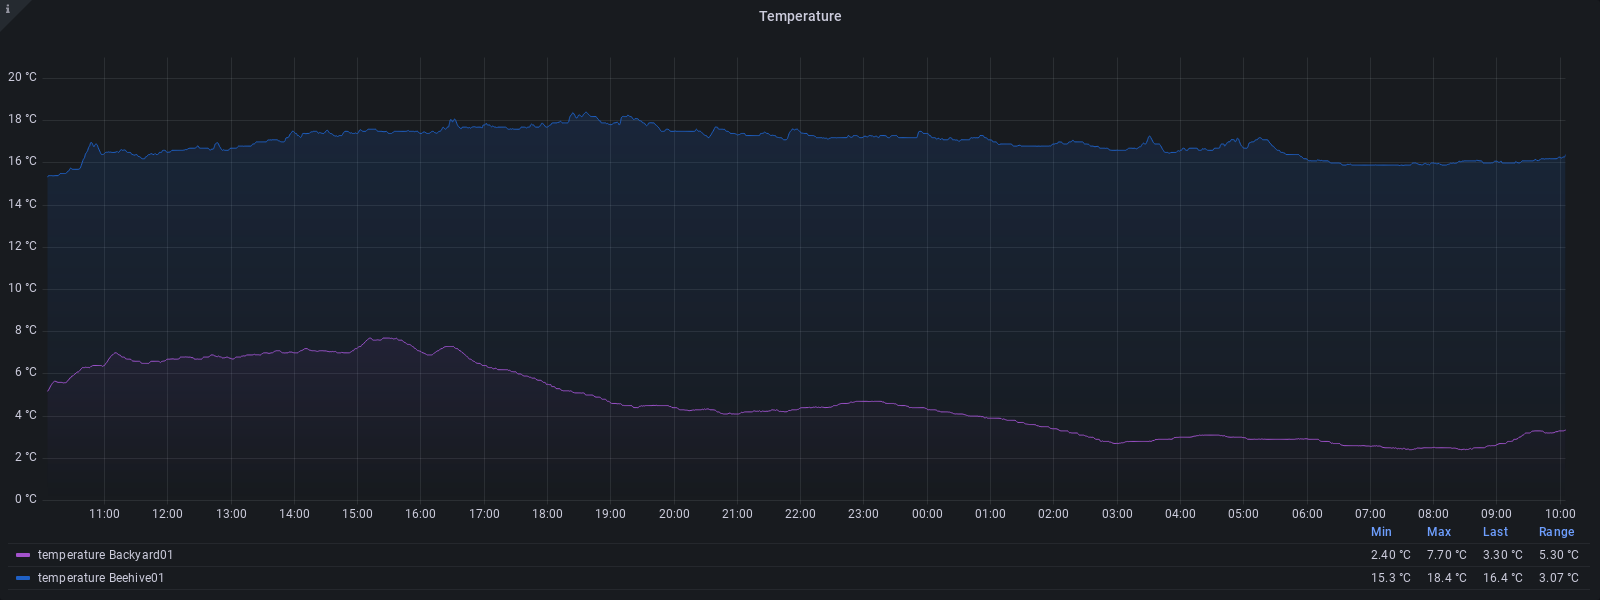 i
Temperature
20 °C
18 °C
16 °C
14 °C
12 °C
10 °C
8 °C
6 °C
4 °C
2 °C
0 °C
11:00 12:00 13:00 14:00 15:00 16:00 17:00 18:00 19:00 20:00 21:00 22:00 23:00 00:00 01:00 02:00 03:00 04:00 05:00 06:00 07:00 08:00 09:00 10:00
Min Max Last Range
temperature Backyard01 2.40 °C 7.70 °C 3.30 °C 5.30 °C
temperature Beehive01 15.3 °C 18.4 °C 16.4 °C 3.07 °C